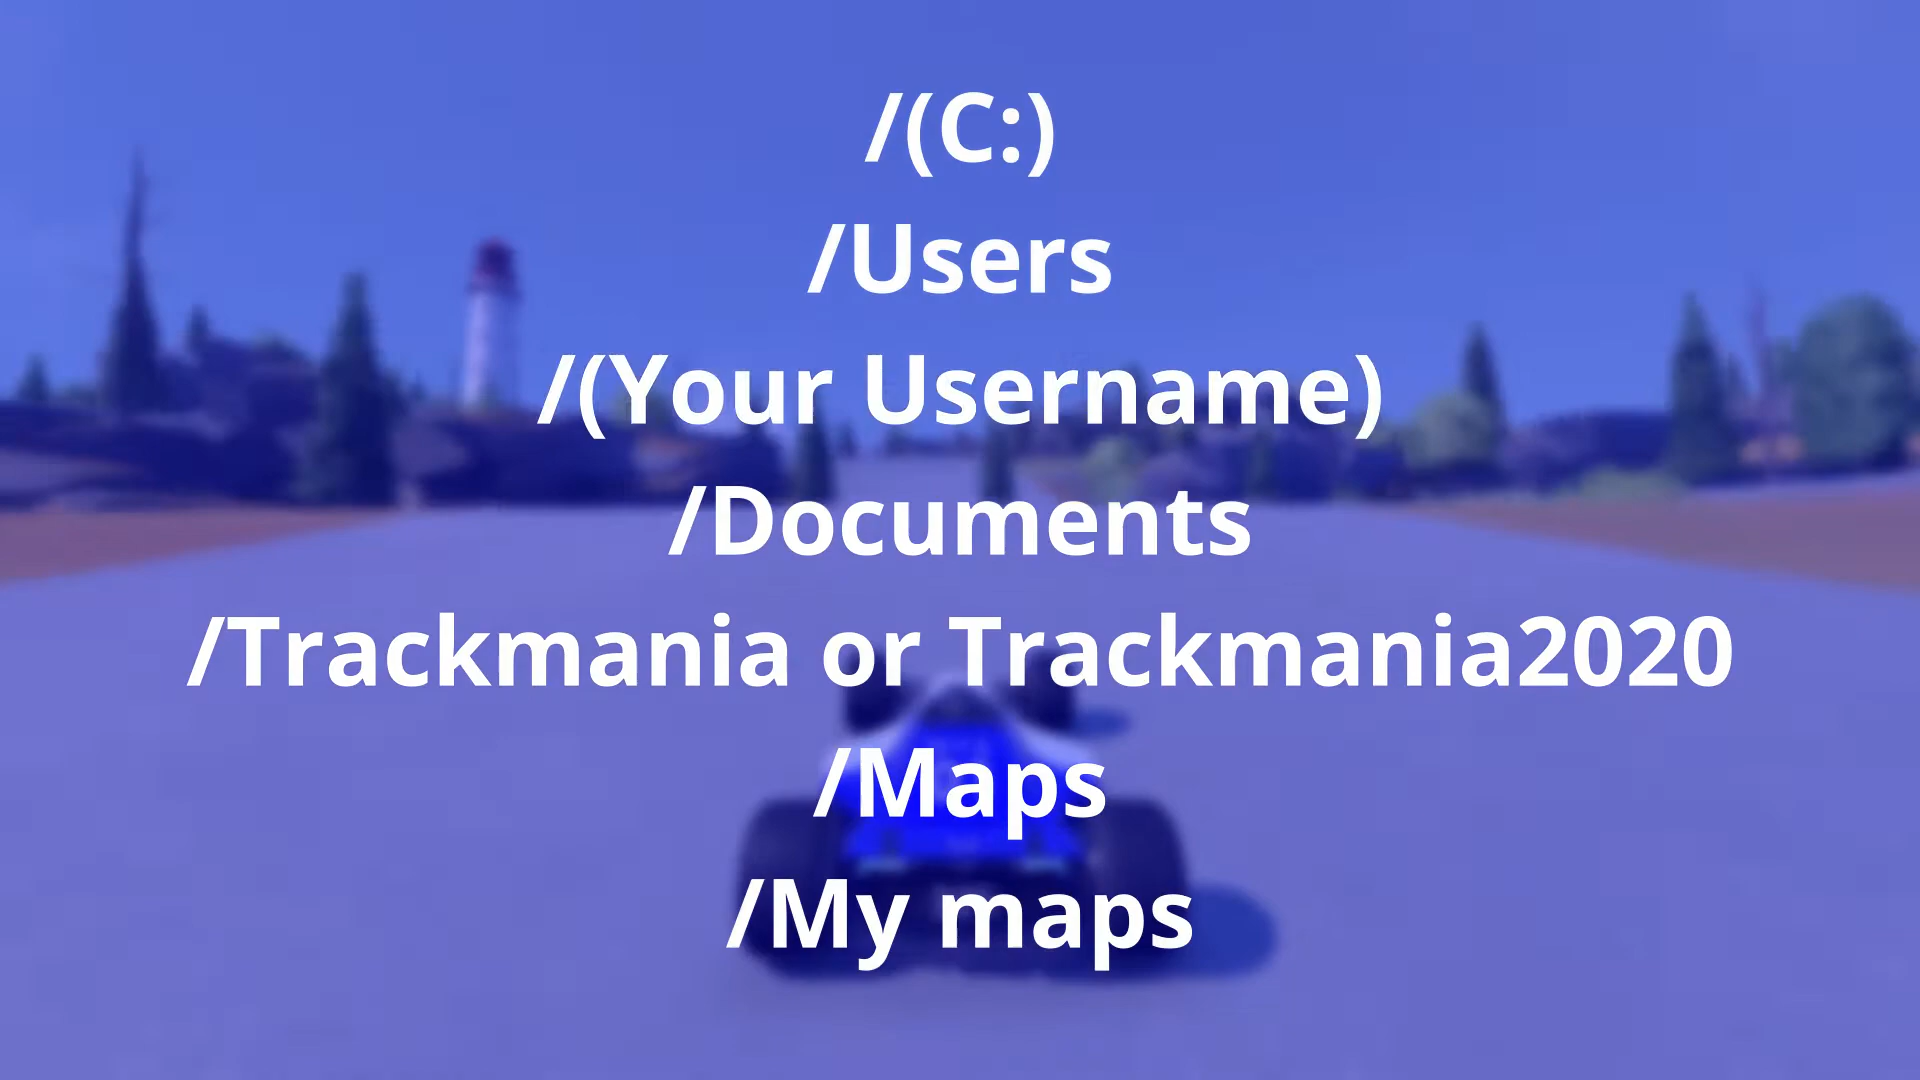 /(C:)
/Users
/(Your Username)
/Documents
/Trackmania or Trackmania2020
/Maps
/My maps